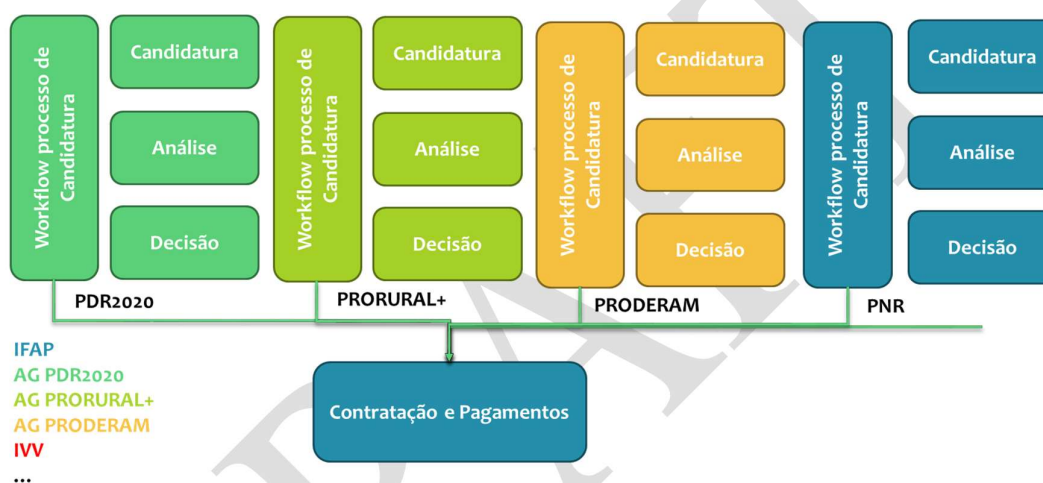 Workflow processo de
Candidatura
Candidatura
Análise
Decisão
PDR2020
Workflow processo de
Candidatura
Candidatura
Análise
Decisão
PRORURAL+
Workflow processo de
Candidatura
Candidatura
Análise
Decisão
PRODERAM
Workflow processo de
Candidatura
Candidatura
Análise
Decisão
PNR
IFAP
AG PDR2020
AG PRORURAL+
AG PRODERAM
IVV
...
Contratação e Pagamentos